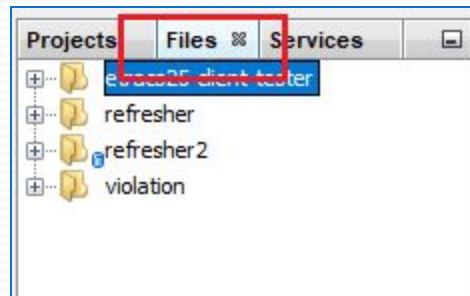 Projects Files Services
etracs25-client-tester
refresher
refresher2
violation